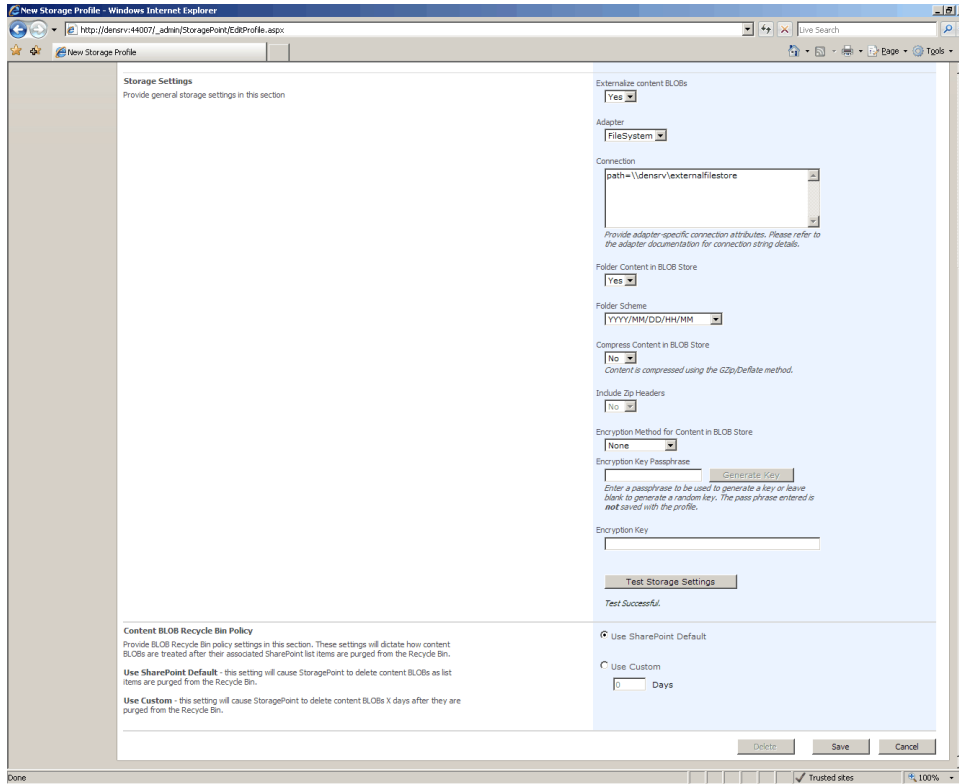 New Storage Profile - Windows Internet Explorer
http://densrv:44007/_admin/StoragePoint/EditProfile.aspx
Live Search
New Storage Profile
Page
Tools
Storage Settings
Provide general storage settings in this section
Externalize content BLOBs
Yes
Adapter
FileSystem
Connection
path=\\densrv\externalfilestore
Provide adapter-specific connection attributes. Please refer to
the adapter documentation for connection string details.
Folder Content in BLOB Store
Yes
Folder Scheme
YYYY/MM/DD/HH/MM
Compress Content in BLOB Store
No
Content is compressed using the GZip/Deflate method.
Include Zip Headers
No
Encryption Method for Content in BLOB Store
None
Encryption Key Passphrase
Generate Key
Enter a passphrase to be used to generate a key or leave
blank to generate a random key. The pass phrase entered is
not saved with the profile.
Encryption Key
Test Storage Settings
Test Successful.
Content BLOB Recycle Bin Policy
Provide BLOB Recycle Bin policy settings in this section. These settings will dictate how content
BLOBs are treated after their associated SharePoint list items are purged from the Recycle Bin.
Use SharePoint Default - this setting will cause StoragePoint to delete content BLOBs as list
items are purged from the Recycle Bin.
Use Custom - this setting will cause StoragePoint to delete content BLOBs X days after they are
purged from the Recycle Bin.
Use SharePoint Default
Use Custom
0 Days
Delete Save Cancel
Done
Trusted sites
100%